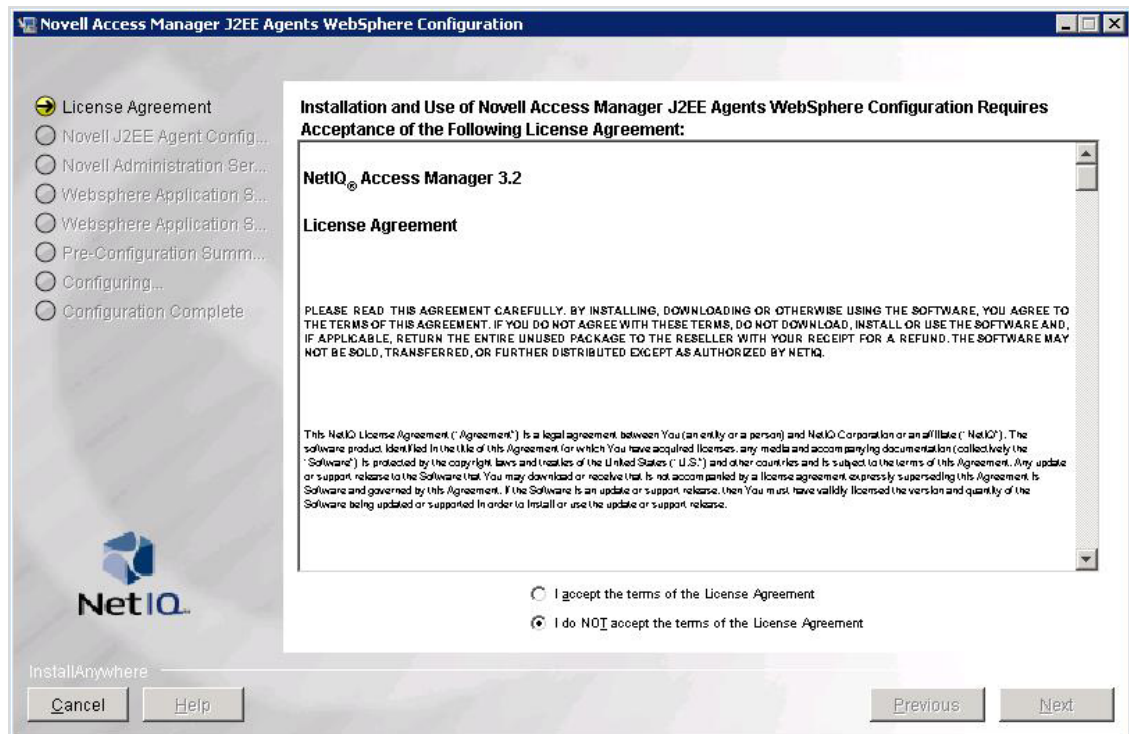 Novell Access Manager J2EE Agents WebSphere Configuration
License Agreement
Novell J2EE Agent Config...
Novell Administration Ser...
Websphere Application S...
Websphere Application S...
Pre-Configuration Summ...
Configuring...
Configuration Complete
Installation and Use of Novell Access Manager J2EE Agents WebSphere Configuration Requires
Acceptance of the Following License Agreement:
NetIQ® Access Manager 3.2
License Agreement
PLEASE READ THIS AGREEMENT CAREFULLY. BY INSTALLING, DOWNLOADING OR OTHERWISE USING THE SOFTWARE, YOU AGREE TO
THE TERMS OF THIS AGREEMENT. IF YOU DO NOT AGREE WITH THESE TERMS, DO NOT DOWNLOAD, INSTALL OR USE THE SOFTWARE AND,
IF APPLICABLE, RETURN THE ENTIRE UNUSED PACKAGE TO THE RESELLER WITH YOUR RECEIPT FOR A REFUND. THE SOFTWARE MAY
NOT BE SOLD, TRANSFERRED, OR FURTHER DISTRIBUTED EXCEPT AS AUTHORIZED BY NETIQ.
This NetIQ License Agreement ("Agreement") is a legal agreement between You (an entity or a person) and NetIQ Corporation or an affiliate ("NetIQ"). The
software product identified in the title of this Agreement for which You have acquired licenses, any media and accompanying documentation (collectively the
"Software") is protected by the copyright laws and treaties of the United States ("U.S.") and other countries and is subject to the terms of this Agreement. Any update
or support release to the Software that You may download or receive that is not accompanied by a license agreement expressly superseding this Agreement is
Software and governed by this Agreement. If the Software is an update or support release, then You must have validly licensed the version and quantity of the
Software being updated or supported in order to install or use the update or support release.
I accept the terms of the License Agreement
I do NOT accept the terms of the License Agreement
NetIQ
InstallAnywhere
Cancel
Help
Previous
Next